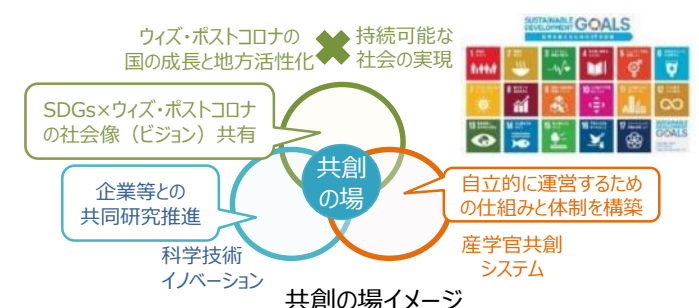 ウィズ・ポストコロナの
国の成長と地方活性化
持続可能な
社会の実現
SUSTAINABLE
DEVELOPMENT GOALS
SDGs×ウィズ・ポストコロナ
の社会像（ビジョン）共有
共創
の場
企業等との
共同研究推進
自立的に運営するため
の仕組みと体制を構築
科学技術
イノベーション
産学官共創
システム
共創の場イメージ